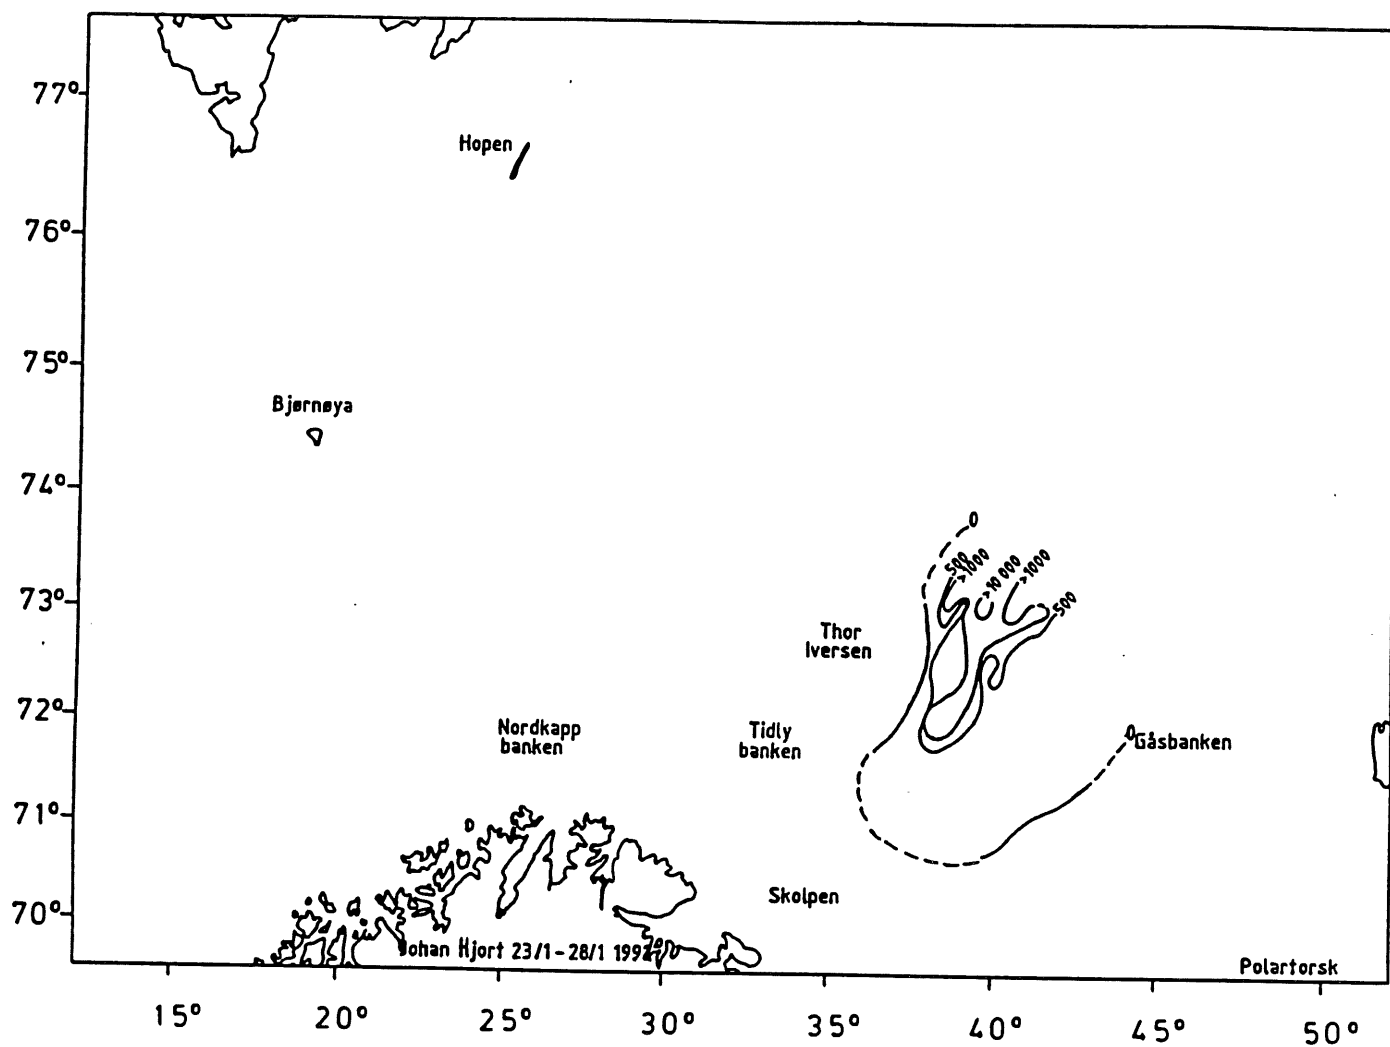 77°
Hopen
76°
75°
Bjørnøya
74°
0
500
>1000
>10 000
>1000
73°
500
Thor
Iversen
72°
Nordkapp
banken
Tidly
banken
0
Gåsbanken
71°
70°
Skolpen
Johan Hjort 23/1-28/1 1992
Polartorsk
15° 20° 25° 30° 35° 40° 45° 50°